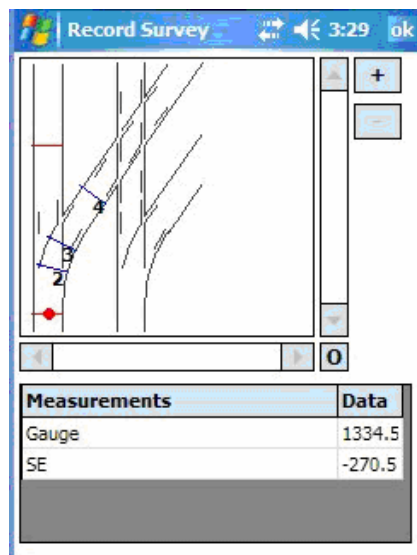 Record Survey 3:29 ok
+
-
4
3
2
O
Measurements Data
Gauge 1334.5
SE -270.5